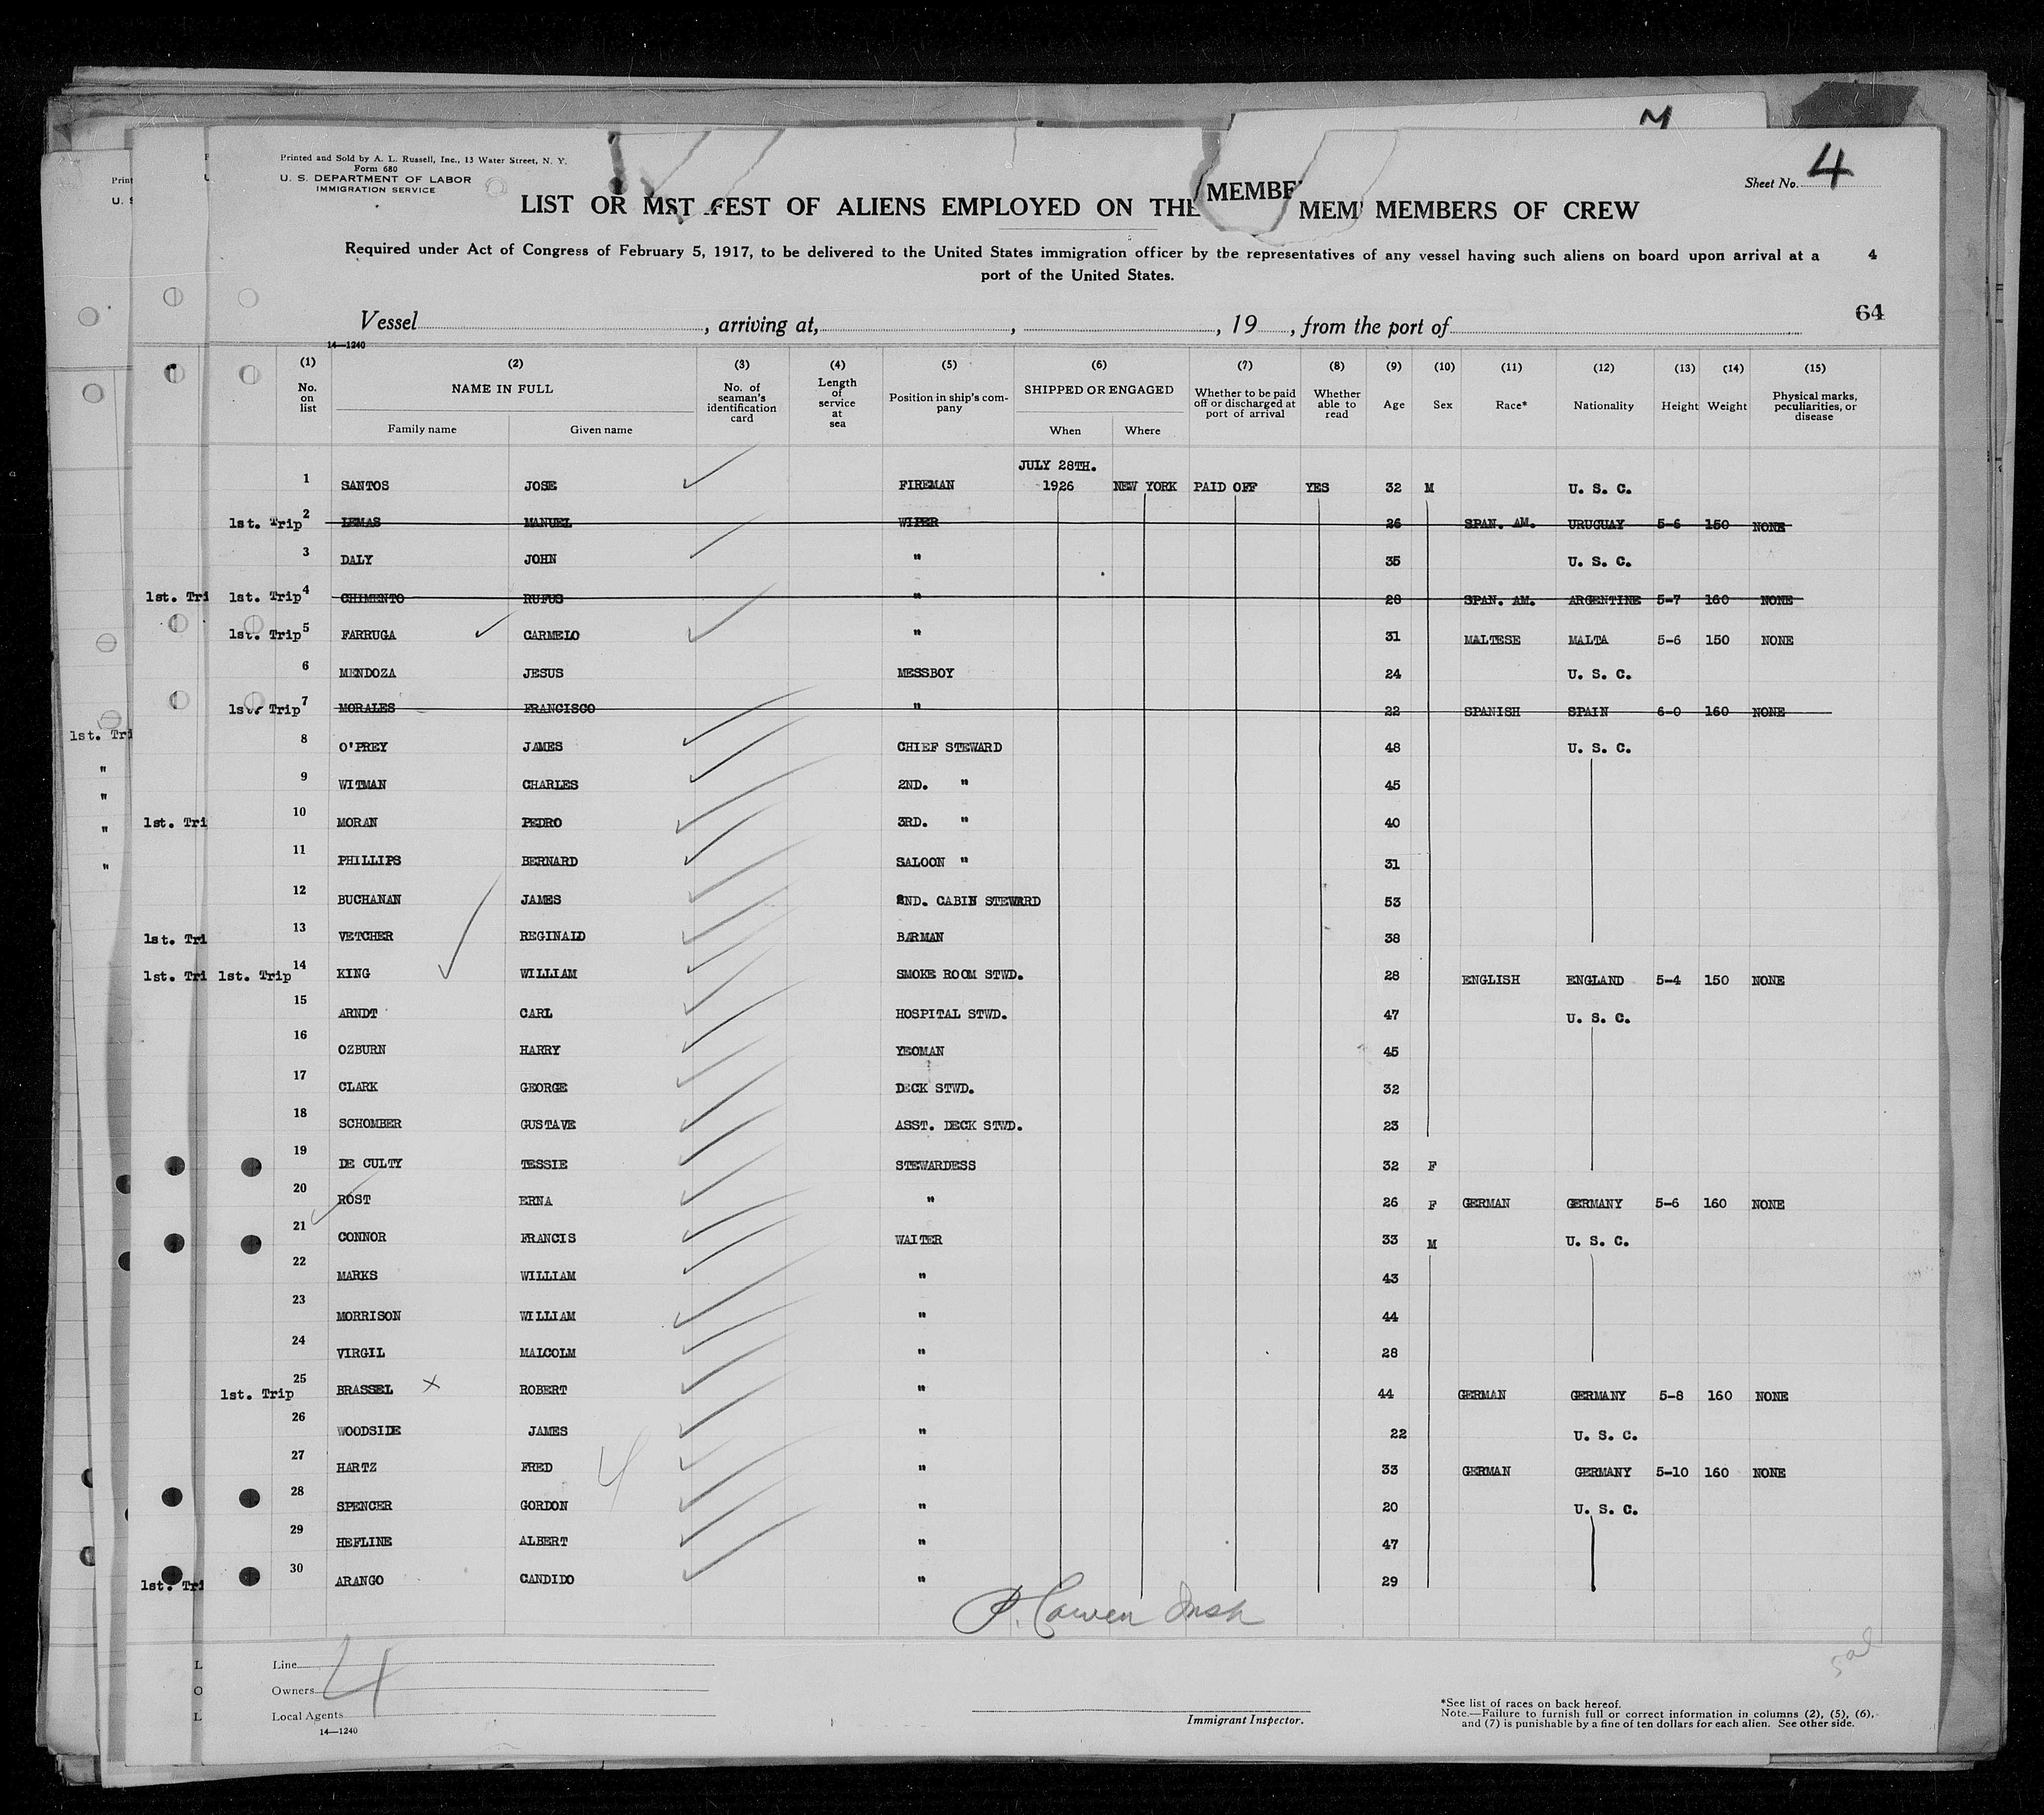 7
Printed and Sold by A. L. Russell, Inc., 13 Water Street, N. Y.
Form 680
U. S. DEPARTMENT OF LABOR
IMMIGRATION SERVICE
Sheet No. 4
LIST OR M ST FEST OF ALIENS EMPLOYED ON THE MEMBE MEM MEMBERS OF CREW
Required under Act of Congress of February 5, 1917, to be delivered to the United States immigration officer by the representatives of any vessel having such aliens on board upon arrival at a
port of the United States.
4
64
Vessel, arriving at, , , 19 , from the port of
14—1240
(1) (2) (3) (4) (5) (6) (7) (8) (9) (10) (11) (12) (13) (14) (15)
No. on list
NAME IN FULL
Family name Given name
No. of seaman's identification card
Length of service at sea
Position in ship's company
SHIPPED OR ENGAGED
When Where
Whether to be paid off or discharged at port of arrival
Whether able to read
Age Sex Race* Nationality Height Weight
Physical marks, peculiarities, or disease
JULY 28TH.
1 SANTOS JOSE FIREMAN 1926 NEW YORK PAID OFF YES 32 M U. S. C.
1st. Trip 2 LEMAS MANUEL WIPER 26 SPAN. AM. URUGUAY 5-6 150 NONE
3 DALY JOHN " 35 U. S. C.
1st. Tri 1st. Trip 4 CHIMENTO RUFUS " 28 SPAN. AM. ARGENTINE 5-7 160 NONE
1st. Trip 5 FARRUGA CARMELO " 31 MALTESE MALTA 5-6 150 NONE
6 MENDOZA JESUS MESSBOY 24 U. S. C.
1st. Trip 7 MORALES FRANCISCO " 22 SPANISH SPAIN 6-0 160 NONE
1st. Tri 8 O'PREY JAMES CHIEF STEWARD 48 U. S. C.
" 9 WITMAN CHARLES 2ND. " 45
" 1st. Tri 10 MORAN PEDRO 3RD. " 40
" 11 PHILLIPS BERNARD SALOON " 31
" 12 BUCHANAN JAMES 2ND. CABIN STEWARD 53
1st. Tri 13 VETCHER REGINALD BARMAN 38
1st. Tri 1st. Trip 14 KING WILLIAM SMOKE ROOM STWD. 28 ENGLISH ENGLAND 5-4 150 NONE
15 ARNDT CARL HOSPITAL STWD. 47 U. S. C.
16 OZBURN HARRY YEOMAN 45
17 CLARK GEORGE DECK STWD. 32
18 SCHOMBER GUSTAVE ASST. DECK STWD. 23
19 DE CULTY TESSIE STEWARDESS 32 F
20 ROST ERNA " 26 F GERMAN GERMANY 5-6 160 NONE
21 CONNOR FRANCIS WAITER 33 M U. S. C.
22 MARKS WILLIAM " 43
23 MORRISON WILLIAM " 44
24 VIRGIL MALCOLM " 28
1st. Trip 25 BRASSEL X ROBERT " 44 GERMAN GERMANY 5-8 160 NONE
26 WOODSIDE JAMES " 22 U. S. C.
27 HARTZ FRED 4 " 33 GERMAN GERMANY 5-10 160 NONE
28 SPENCER GORDON " 20 U. S. C.
29 HEFLINE ALBERT " 47
1st. Tri 30 ARANGO CANDIDO " 29
P. Cowen Insp
Line
Owners
Local Agents
4
14—1240
Immigrant Inspector.
*See list of races on back hereof.
Note.—Failure to furnish full or correct information in columns (2), (5), (6),
and (7) is punishable by a fine of ten dollars for each alien. See other side.